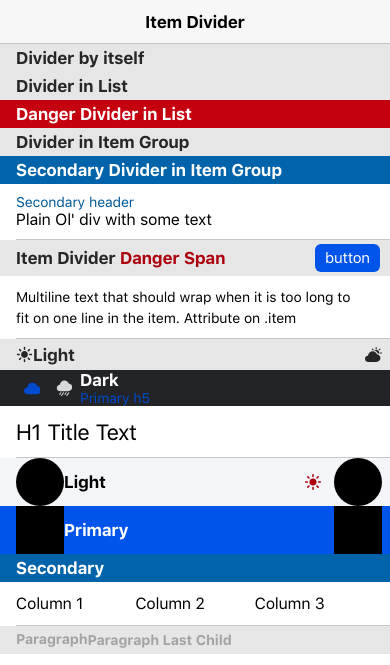 Item Divider
Divider by itself
Divider in List
Danger Divider in List
Divider in Item Group
Secondary Divider in Item Group
Secondary header
Plain Ol' div with some text
Item Divider Danger Span button
Multiline text that should wrap when it is too long to
fit on one line in the item. Attribute on .item
Light
Dark
Primary h5
H1 Title Text
Light
Primary
Secondary
Column 1 Column 2 Column 3
ParagraphParagraph Last Child